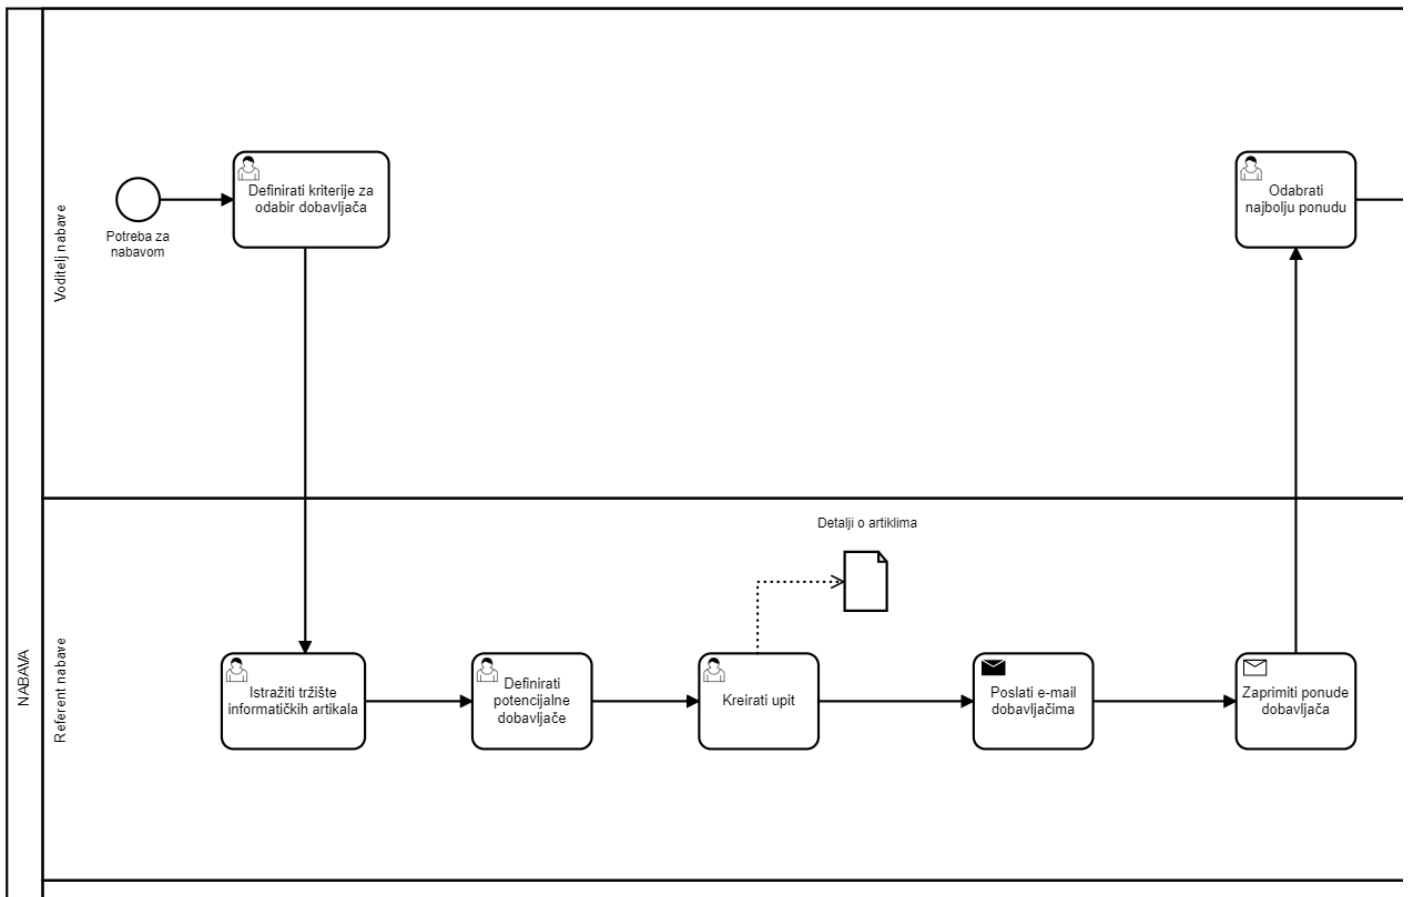 NABAVA
Voditelj nabave
Potreba za
nabavom
Definirati kriterije za
odabir dobavljača
Odabrati
najbolju ponudu
Referent nabave
Detalji o artiklima
Istražiti tržište
informatičkih artikala
Definirati
potencijalne
dobavljače
Kreirati upit
Poslati e-mail
dobavljačima
Zaprimiti ponude
dobavljača